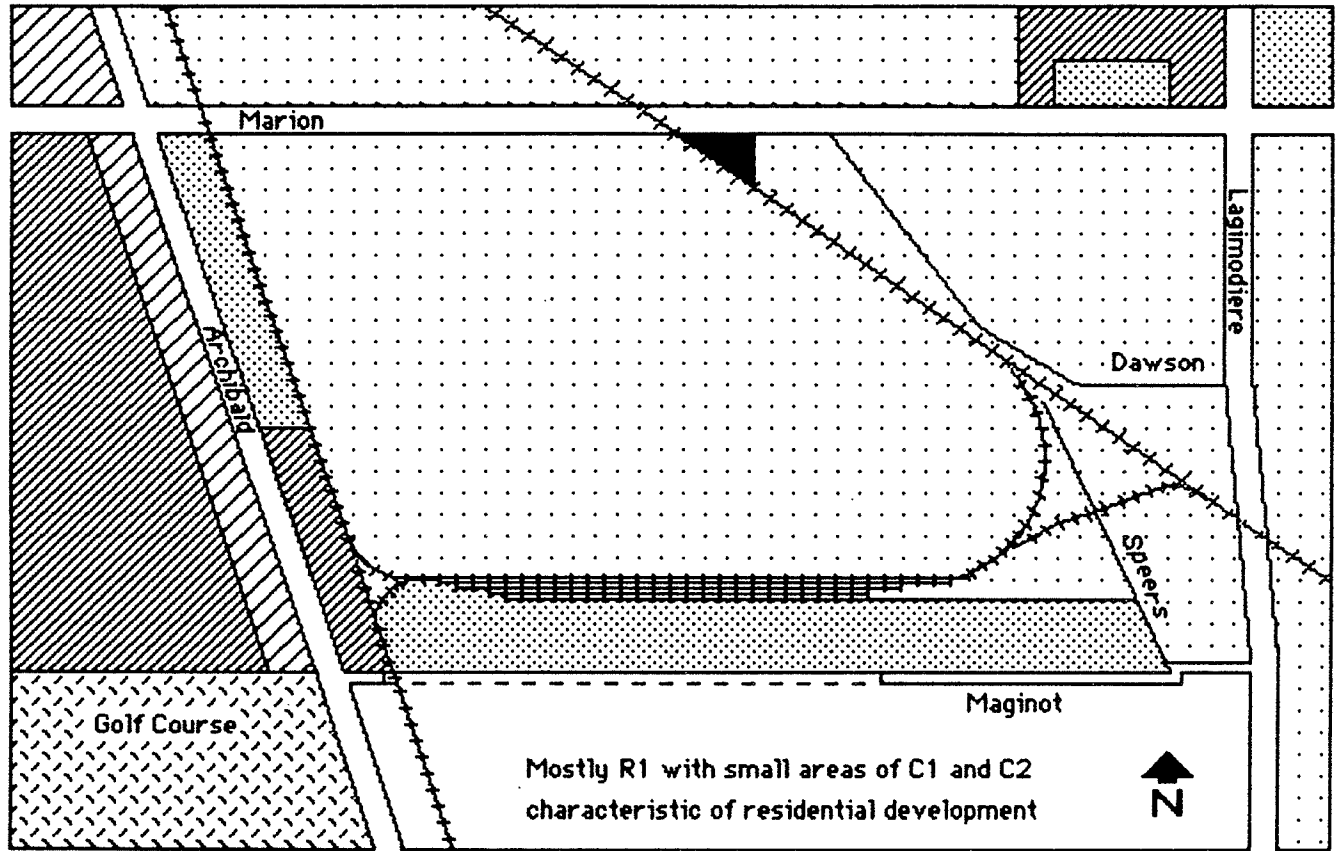 Marion
Lagimodiere
Archibald
Dawson
Speers
Maginot
Golf Course
Mostly R1 with small areas of C1 and C2
characteristic of residential development
N